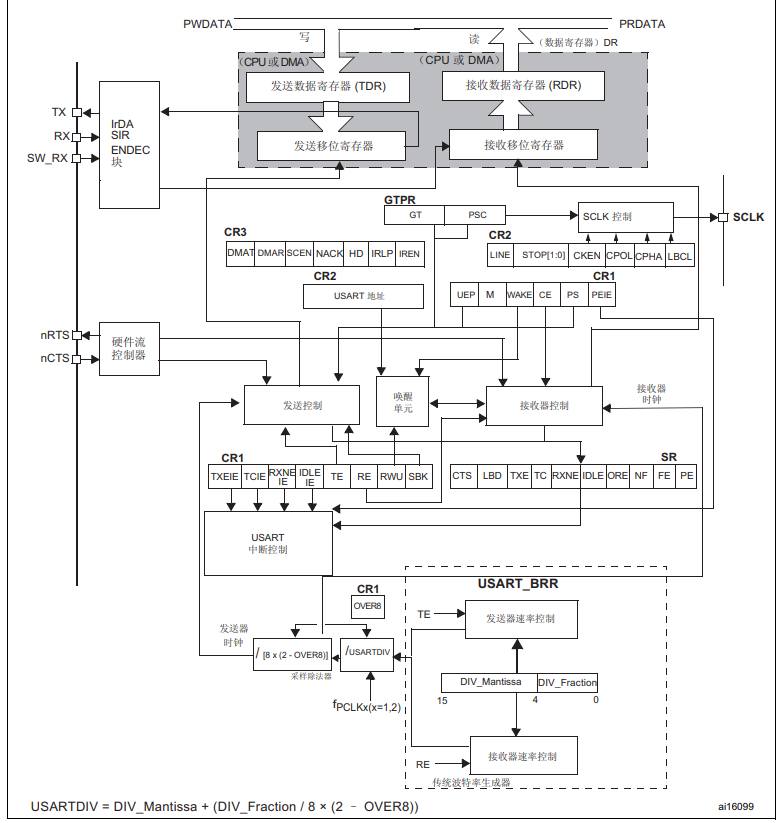 PWDATA
PRDATA
写
读
(数据寄存器) DR
(CPU 或 DMA)
(CPU 或 DMA)
发送数据寄存器 (TDR)
接收数据寄存器 (RDR)
TX
RX
SW_RX
IrDA
SIR
ENDEC
块
发送移位寄存器
接收移位寄存器
GTPR
GT
PSC
SCLK 控制
SCLK
CR3
DMAT
DMAR
SCEN
NACK
HD
IRLP
IREN
CR2
LINE
STOP[1:0]
CKEN
CPOL
CPHA
LBCL
CR2
USART 地址
CR1
UEP
M
WAKE
CE
PS
PEIE
nRTS
nCTS
硬件流
控制器
发送控制
唤醒
单元
接收器控制
接收器
时钟
CR1
TXEIE
TCIE
RXNE
IE
IDLE
IE
TE
RE
RWU
SBK
SR
CTS
LBD
TXE
TC
RXNE
IDLE
ORE
NF
FE
PE
USART
中断控制
USART_BRR
CR1
OVER8
TE
发送器速率控制
发送器
时钟
/ [8 x (2 - OVER8)]
/USARTDIV
采样除法器
fPCLKx(x=1,2)
DIV_Mantissa
DIV_Fraction
15
4
0
RE
接收器速率控制
传统波特率生成器
USARTDIV = DIV_Mantissa + (DIV_Fraction / 8 × (2 – OVER8))
ai16099